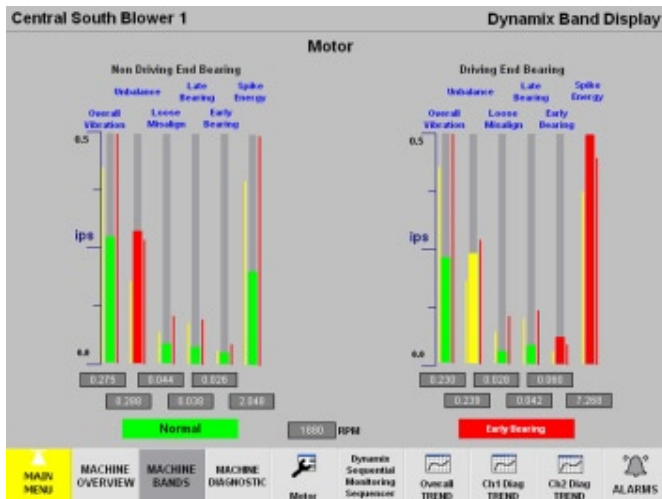 Central South Blower 1
Dynamix Band Display
Motor
Non Driving End Bearing
Driving End Bearing
Unbalance
Late Bearing
Spike Energy
Overall Vibration
Loose Misalign
Early Bearing
Unbalance
Late Bearing
Spike Energy
Overall Vibration
Loose Misalign
Early Bearing
0.5
ips
0.0
0.5
ips
0.0
0.275 0.044 0.026
0.288 0.038 2.048
0.230 0.028 0.060
0.239 0.042 7.268
Normal
1880 RPM
Early Bearing
MAIN MENU
MACHINE OVERVIEW
MACHINE BANDS
MACHINE DIAGNOSTIC
Motor
Dynamix Sequential Monitoring Sequencer
Overall TREND
Ch1 Diag TREND
Ch2 Diag TREND
ALARMS